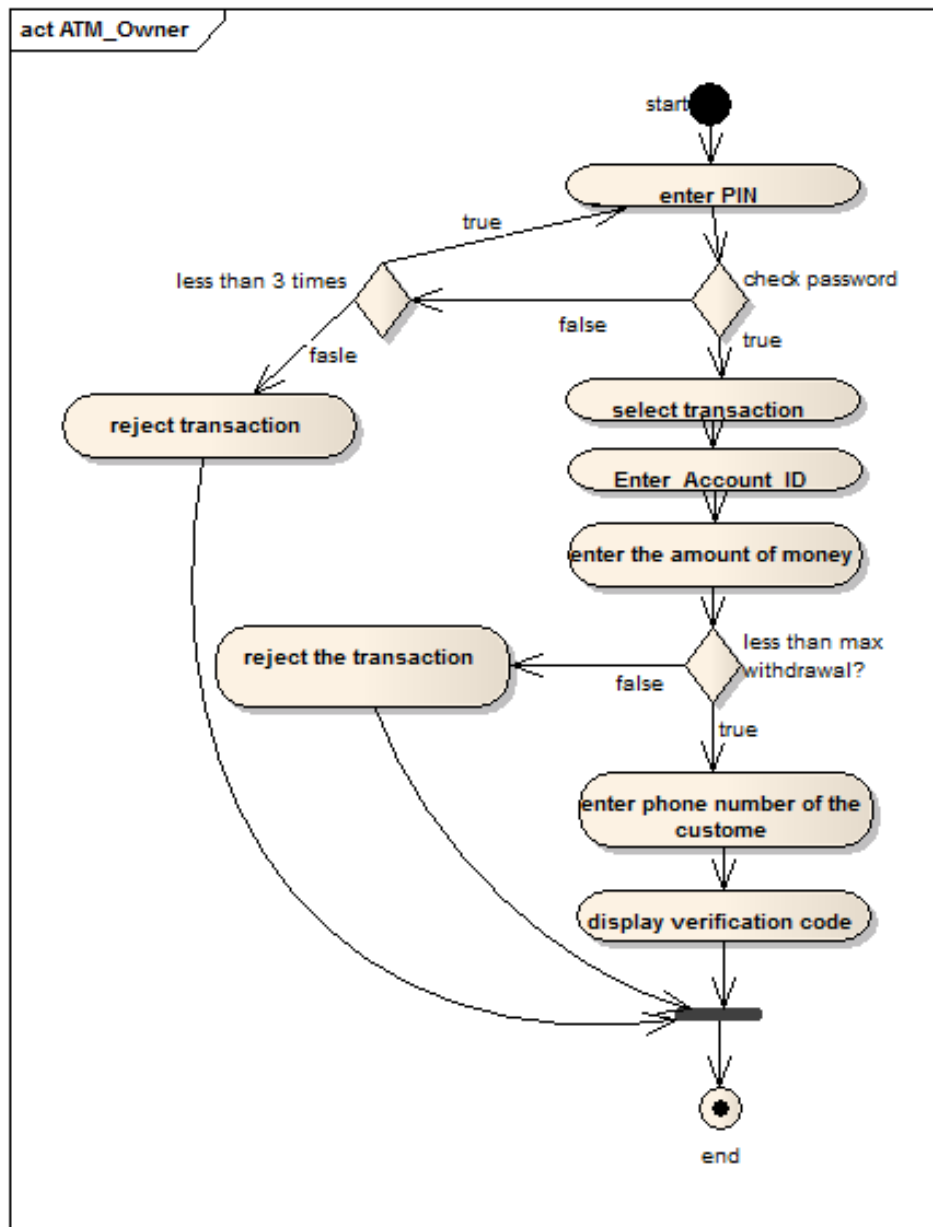 act ATM_Owner
start
enter PIN
true
less than 3 times
check password
false
true
fasle
select transaction
reject transaction
Enter_Account_ID
enter the amount of money
reject the transaction
less than max
withdrawal?
false
true
enter phone number of the
custome
display verification code
end